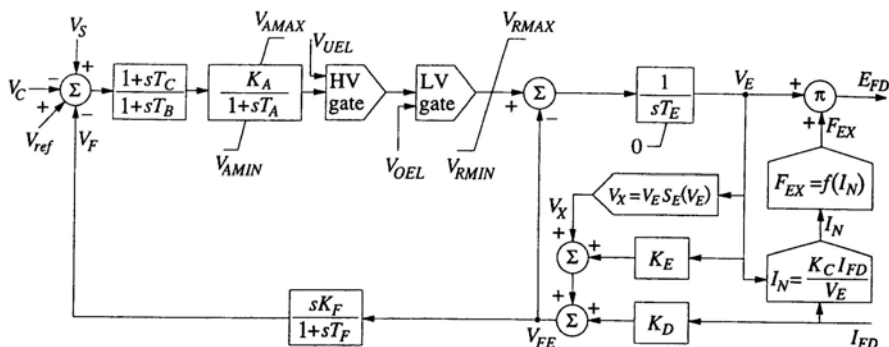 V_S
V_AMAX
V_UEL
V_RMAX
V_C
+
−
Σ
+
−
V_ref
V_F
1+sT_C
1+sT_B
K_A
1+sT_A
HV
gate
LV
gate
+
Σ
−
1
sT_E
0
V_E
+
π
+
E_FD
F_EX
V_AMIN
V_OEL
V_RMIN
V_X
V_X=V_E S_E(V_E)
F_EX=f(I_N)
+
+
Σ
K_E
I_N
I_N=
K_C I_FD
V_E
+
+
Σ
K_D
sK_F
1+sT_F
V_FE
I_FD